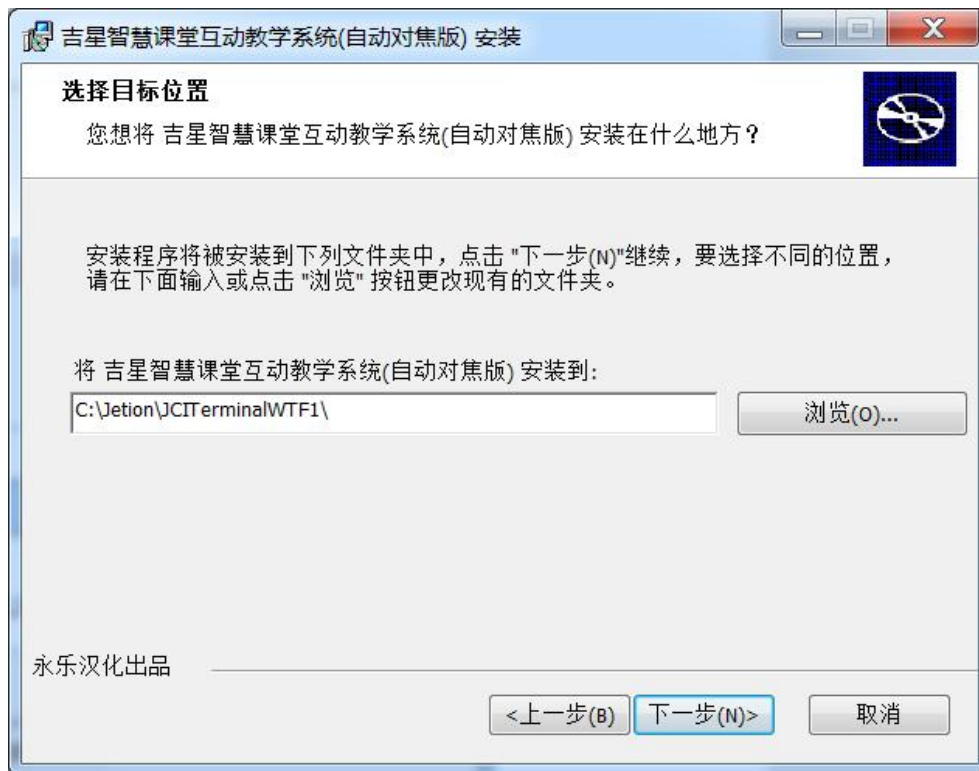 吉星智慧课堂互动教学系统(自动对焦版) 安装
选择目标位置
您想将 吉星智慧课堂互动教学系统(自动对焦版) 安装在什么地方？
安装程序将被安装到下列文件夹中，点击 "下一步(N)"继续，要选择不同的位置，
请在下面输入或点击 "浏览" 按钮更改现有的文件夹。
将 吉星智慧课堂互动教学系统(自动对焦版) 安装到:
C:\Jetion\JCITerminalWTF1\
浏览(O)...
永乐汉化出品
<上一步(B)
下一步(N)>
取消